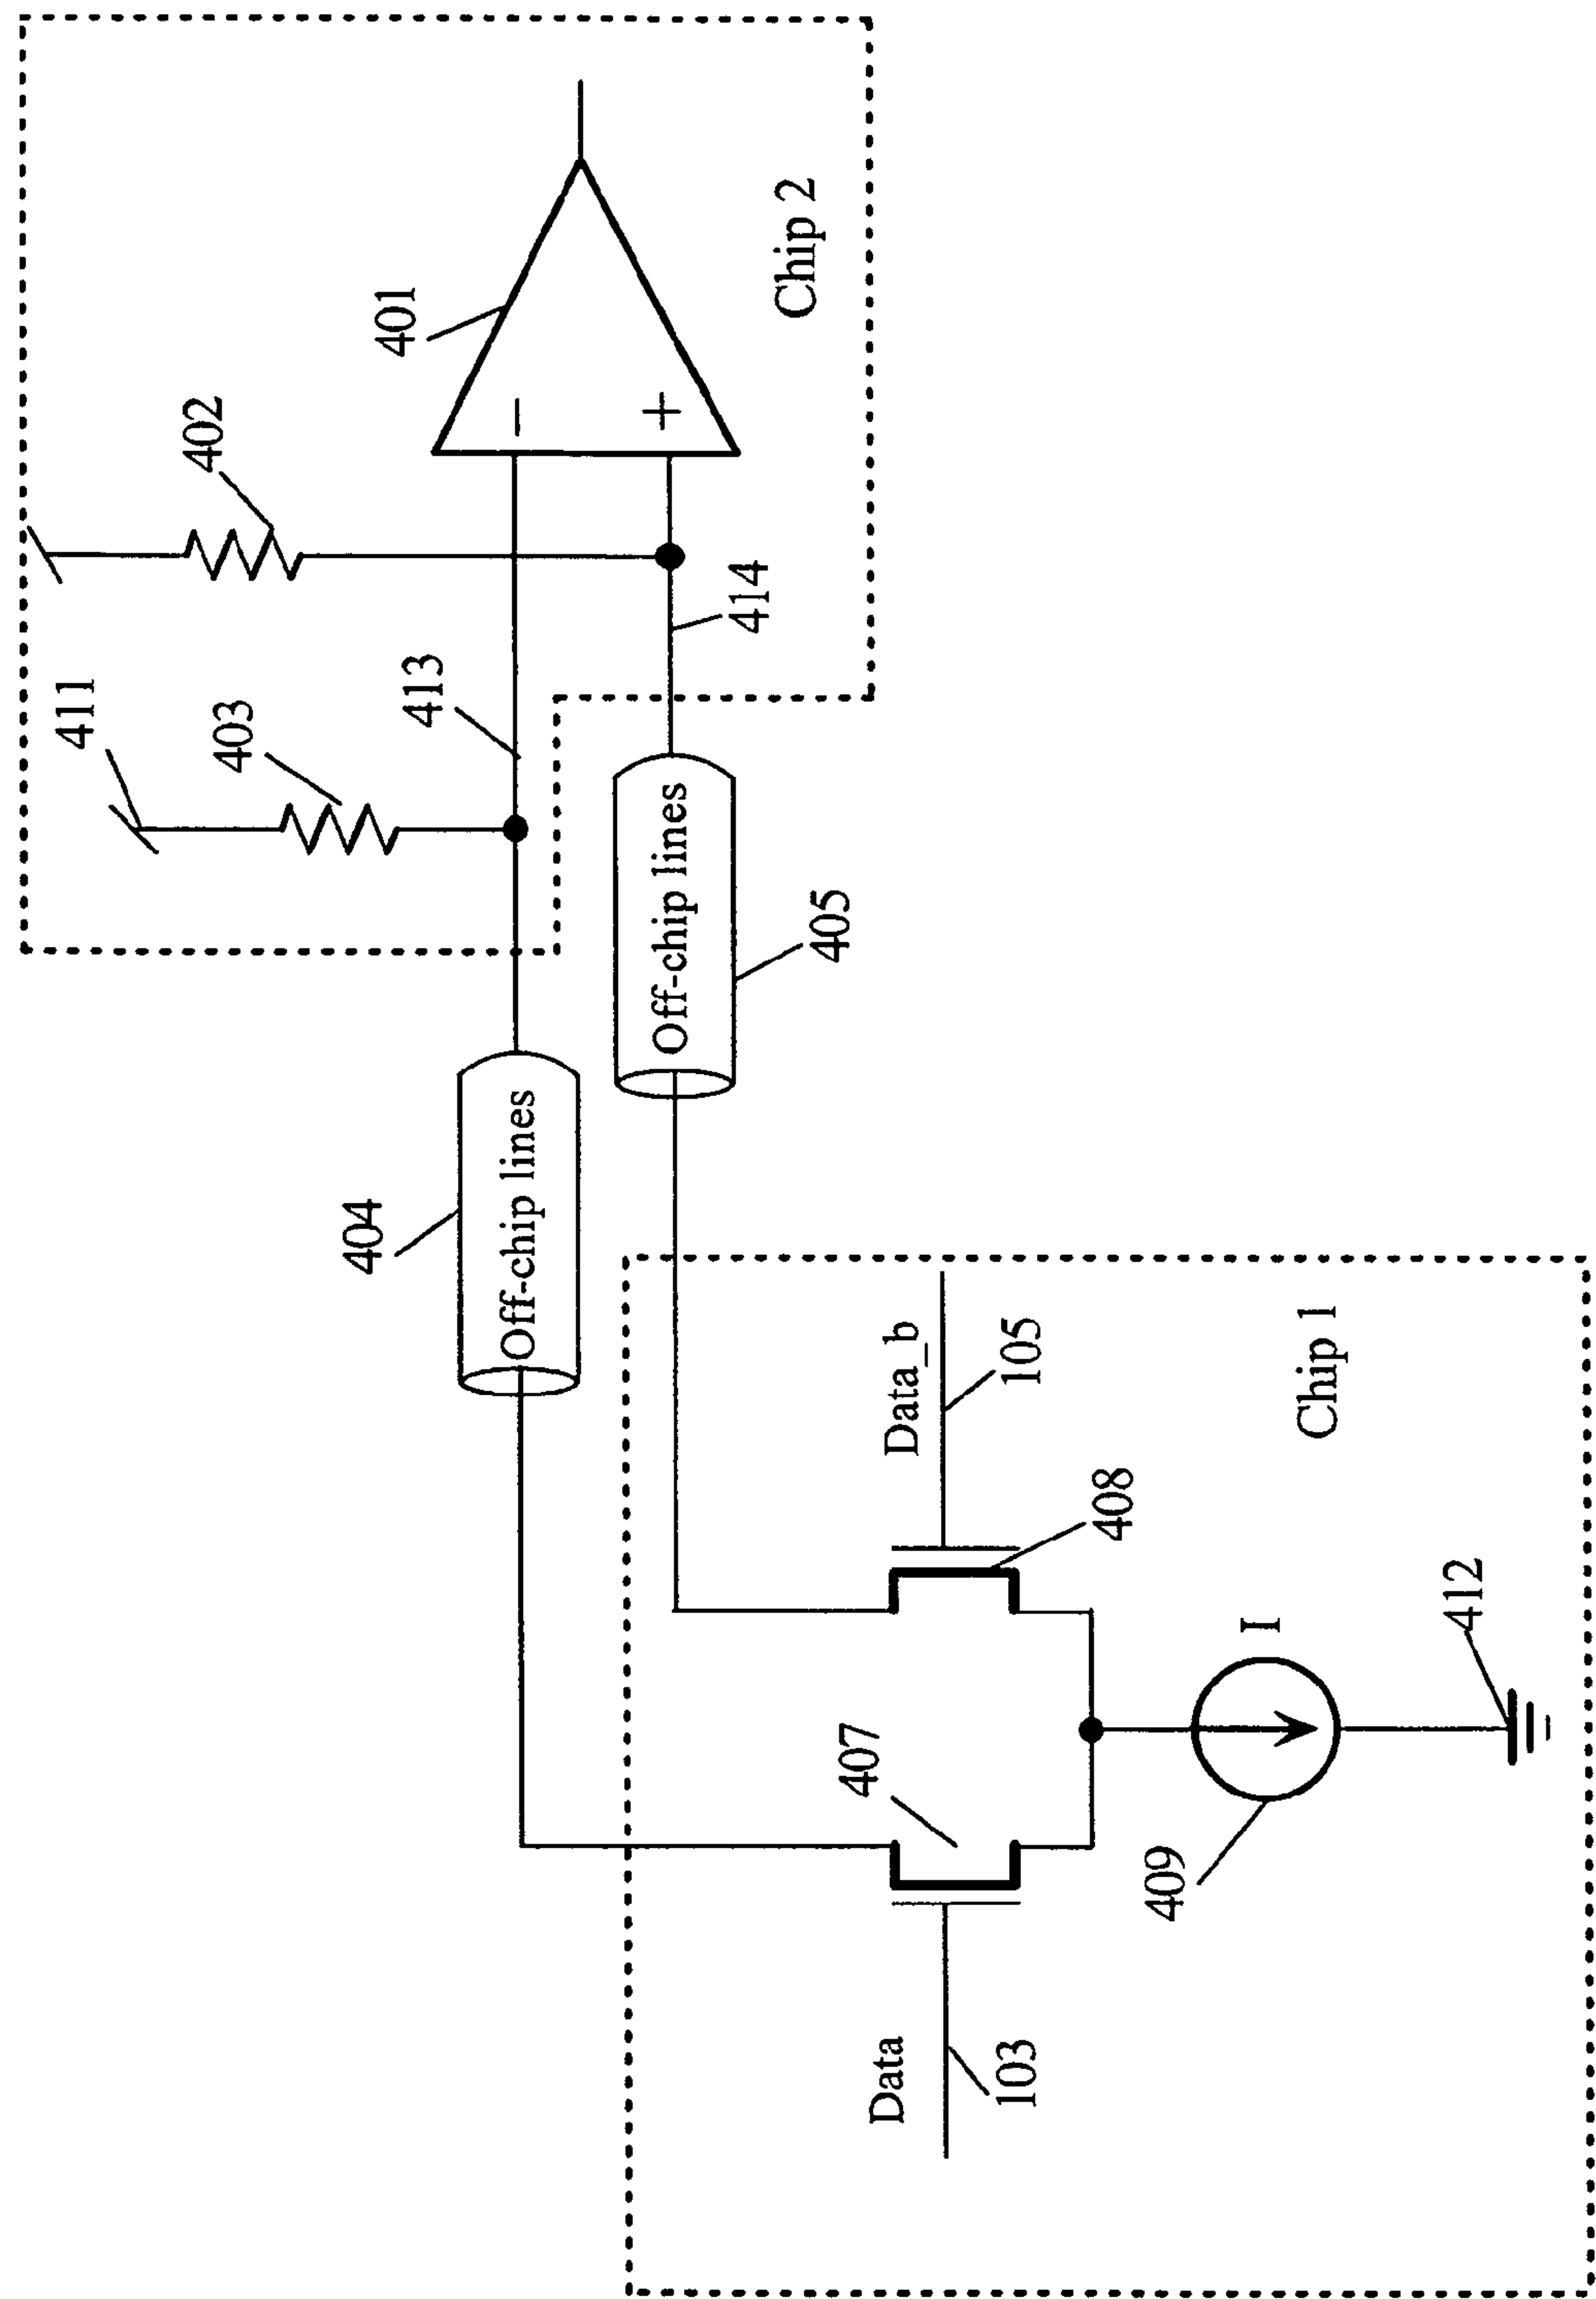 411
403
402
401
413
414
−
+
Chip 2
404
Off-chip lines
Off-chip lines
405
Data
103
407
Data_b
105
408
409
I
412
Chip 1